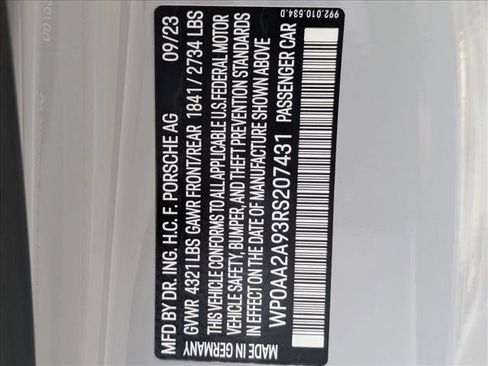 MFD BY DR. ING. H.C. F. PORSCHE AG 09/23
GVWR 4321 LBS GAWR FRONT/REAR 1841 / 2734 LBS
THIS VEHICLE CONFORMS TO ALL APPLICABLE U.S. FEDERAL MOTOR
VEHICLE SAFETY, BUMPER, AND THEFT PREVENTION STANDARDS
IN EFFECT ON THE DATE OF MANUFACTURE SHOWN ABOVE
WP0AA2A93RS207431 PASSENGER CAR
MADE IN GERMANY
992.010.534.D